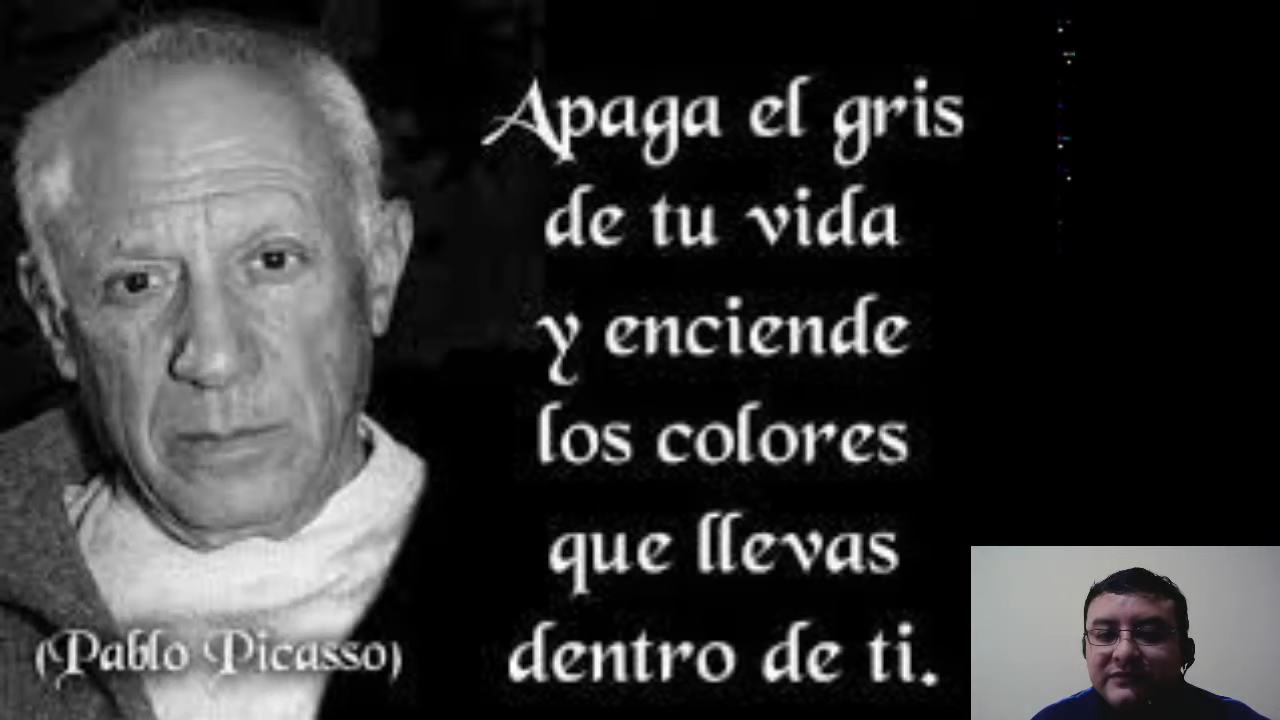 Apaga el gris
de tu vida
y enciende
los colores
que llevas
dentro de ti.
(Pablo Picasso)